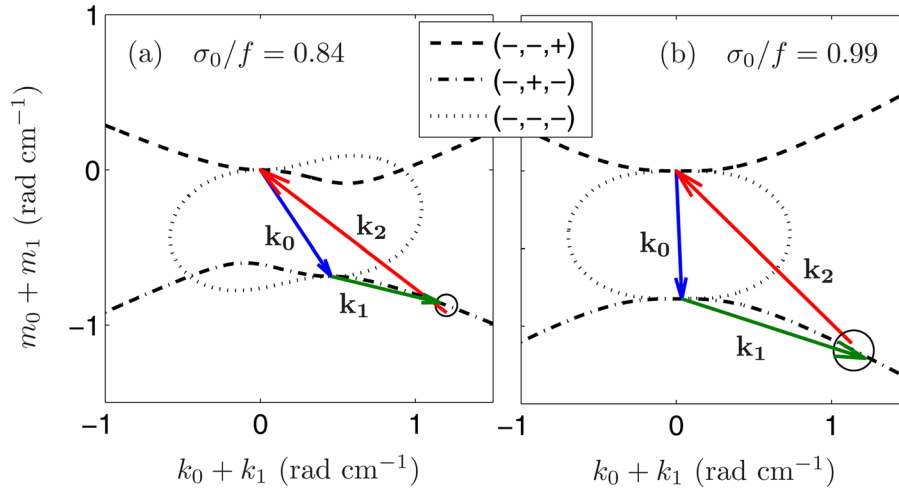 (a) σ₀/f = 0.84
(−,−,+)
(−,+,−)
(−,−,−)
(b) σ₀/f = 0.99
m₀ + m₁ (rad cm⁻¹)
1
0
−1
k₀
k₂
k₁
k₀
k₂
k₁
−1 0 1
−1 0 1
k₀ + k₁ (rad cm⁻¹)
k₀ + k₁ (rad cm⁻¹)